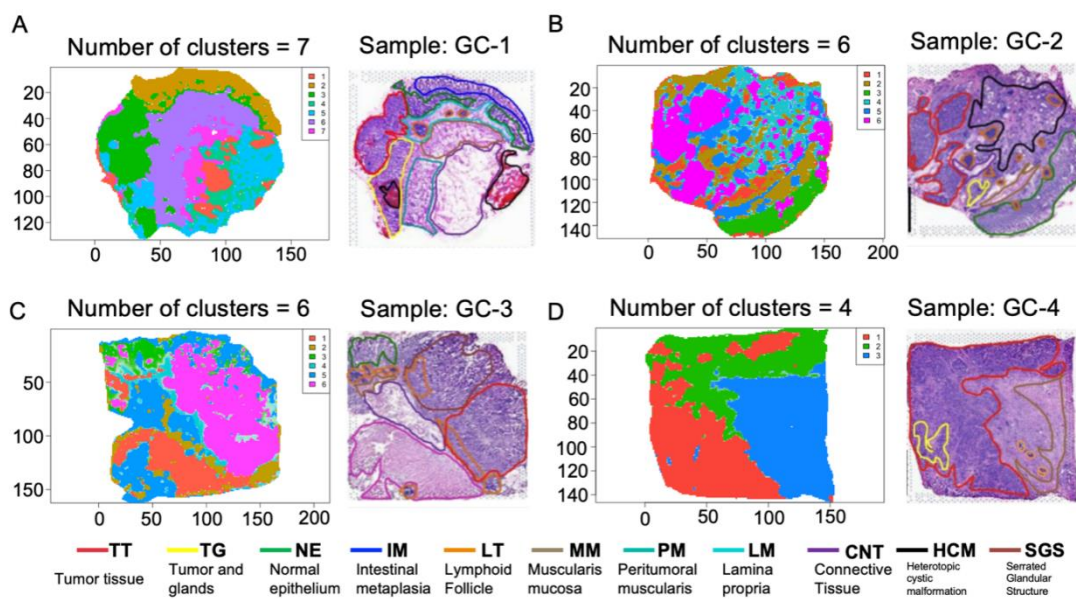 A
Number of clusters = 7
Sample: GC-1
1
2
3
4
5
6
7
20
40
60
80
100
120
0
50
100
150
B
Number of clusters = 6
Sample: GC-2
1
2
3
4
5
6
20
40
60
80
100
120
140
0
50
100
150
200
C
Number of clusters = 6
Sample: GC-3
1
2
3
4
5
6
50
100
150
0
50
100
150
200
D
Number of clusters = 4
Sample: GC-4
1
2
3
20
40
60
80
100
120
140
0
50
100
150
TT
Tumor tissue
TG
Tumor and
glands
NE
Normal
epithelium
IM
Intestinal
metaplasia
LT
Lymphoid
Follicle
MM
Muscularis
mucosa
PM
Peritumoral
muscularis
LM
Lamina
propria
CNT
Connective
Tissue
HCM
Heterotopic
cystic
malformation
SGS
Serrated
Glandular
Structure